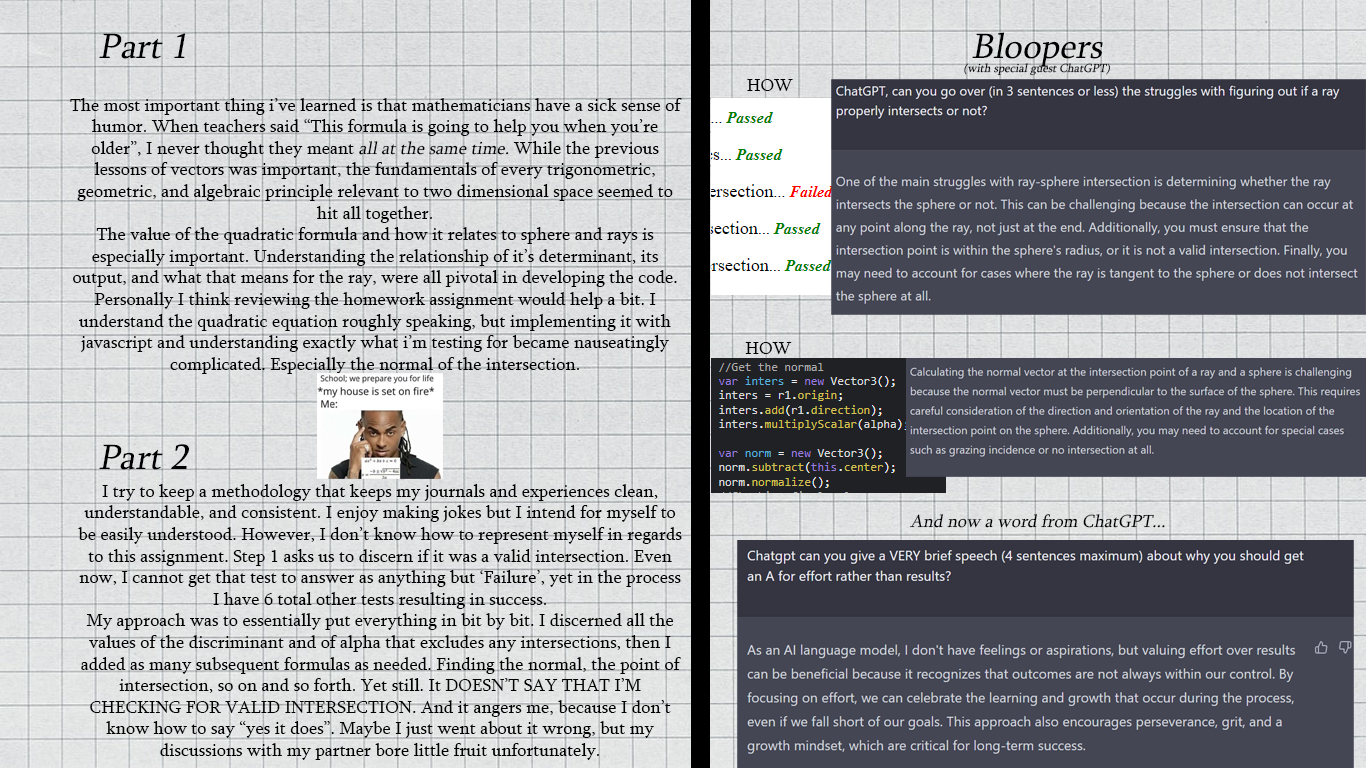 Part 1
The most important thing i've learned is that mathematicians have a sick sense of
humor. When teachers said “This formula is going to help you when you're
older”, I never thought they meant all at the same time. While the previous
lessons of vectors was important, the fundamentals of every trigonometric,
geometric, and algebraic principle relevant to two dimensional space seemed to
hit all together.
The value of the quadratic formula and how it relates to sphere and rays is
especially important. Understanding the relationship of it's determinant, its
output, and what that means for the ray, were all pivotal in developing the code.
Personally I think reviewing the homework assignment would help a bit. I
understand the quadratic equation roughly speaking, but implementing it with
javascript and understanding exactly what i'm testing for became nauseatingly
complicated. Especially the normal of the intersection.
School; we prepare you for life
*my house is set on fire*
Me:
Part 2
I try to keep a methodology that keeps my journals and experiences clean,
understandable, and consistent. I enjoy making jokes but I intend for myself to
be easily understood. However, I don't know how to represent myself in regards
to this assignment. Step 1 asks us to discern if it was a valid intersection. Even
now, I cannot get that test to answer as anything but ‘Failure’, yet in the process
I have 6 total other tests resulting in success.
My approach was to essentially put everything in bit by bit. I discerned all the
values of the discriminant and of alpha that excludes any intersections, then I
added as many subsequent formulas as needed. Finding the normal, the point of
intersection, so on and so forth. Yet still. It DOESN'T SAY THAT I'M
CHECKING FOR VALID INTERSECTION. And it angers me, because I don't
know how to say “yes it does”. Maybe I just went about it wrong, but my
discussions with my partner bore little fruit unfortunately.
Bloopers
(with special guest ChatGPT)
HOW
... Passed
es... Passed
ersection... Failed
section... Passed
rsection... Passed
ChatGPT, can you go over (in 3 sentences or less) the struggles with figuring out if a ray
properly intersects or not?
One of the main struggles with ray-sphere intersection is determining whether the ray
intersects the sphere or not. This can be challenging because the intersection can occur at
any point along the ray, not just at the end. Additionally, you must ensure that the
intersection point is within the sphere's radius, or it is not a valid intersection. Finally, you
may need to account for cases where the ray is tangent to the sphere or does not intersect
the sphere at all.
HOW
//Get the normal
var inters = new Vector3();
inters = r1.origin;
inters.add(r1.direction);
inters.multiplyScalar(alpha)
var norm = new Vector3();
norm.subtract(this.center);
norm.normalize();
Calculating the normal vector at the intersection point of a ray and a sphere is challenging
because the normal vector must be perpendicular to the surface of the sphere. This requires
careful consideration of the direction and orientation of the ray and the location of the
intersection point on the sphere. Additionally, you may need to account for special cases
such as grazing incidence or no intersection at all.
And now a word from ChatGPT...
Chatgpt can you give a VERY brief speech (4 sentences maximum) about why you should get
an A for effort rather than results?
As an AI language model, I don't have feelings or aspirations, but valuing effort over results
can be beneficial because it recognizes that outcomes are not always within our control. By
focusing on effort, we can celebrate the learning and growth that occur during the process,
even if we fall short of our goals. This approach also encourages perseverance, grit, and a
growth mindset, which are critical for long-term success.